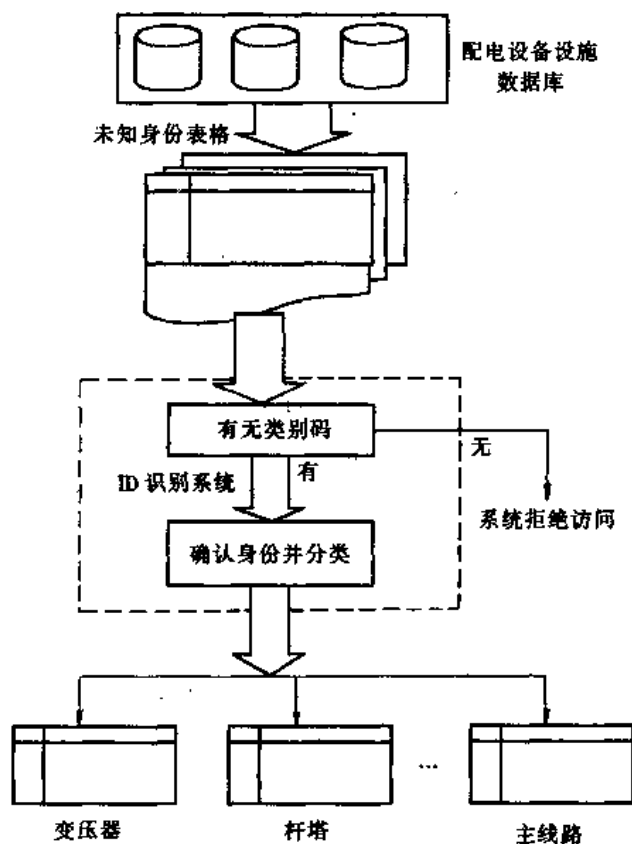 配电设备设施
数据库
未知身份表格
有无类别码
无
有
ID 识别系统
系统拒绝访问
确认身份并分类
...
变压器
杆塔
主线路